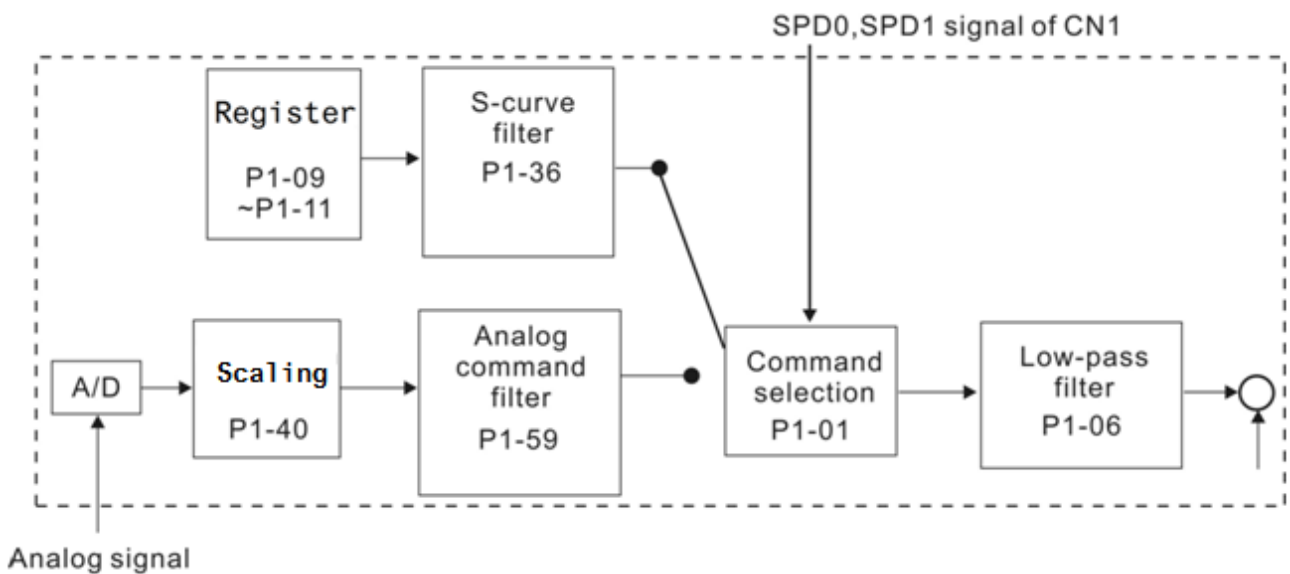 SPD0,SPD1 signal of CN1
Register
P1-09
~P1-11
S-curve
filter
P1-36
A/D
Scaling
P1-40
Analog
command
filter
P1-59
Command
selection
P1-01
Low-pass
filter
P1-06
Analog signal